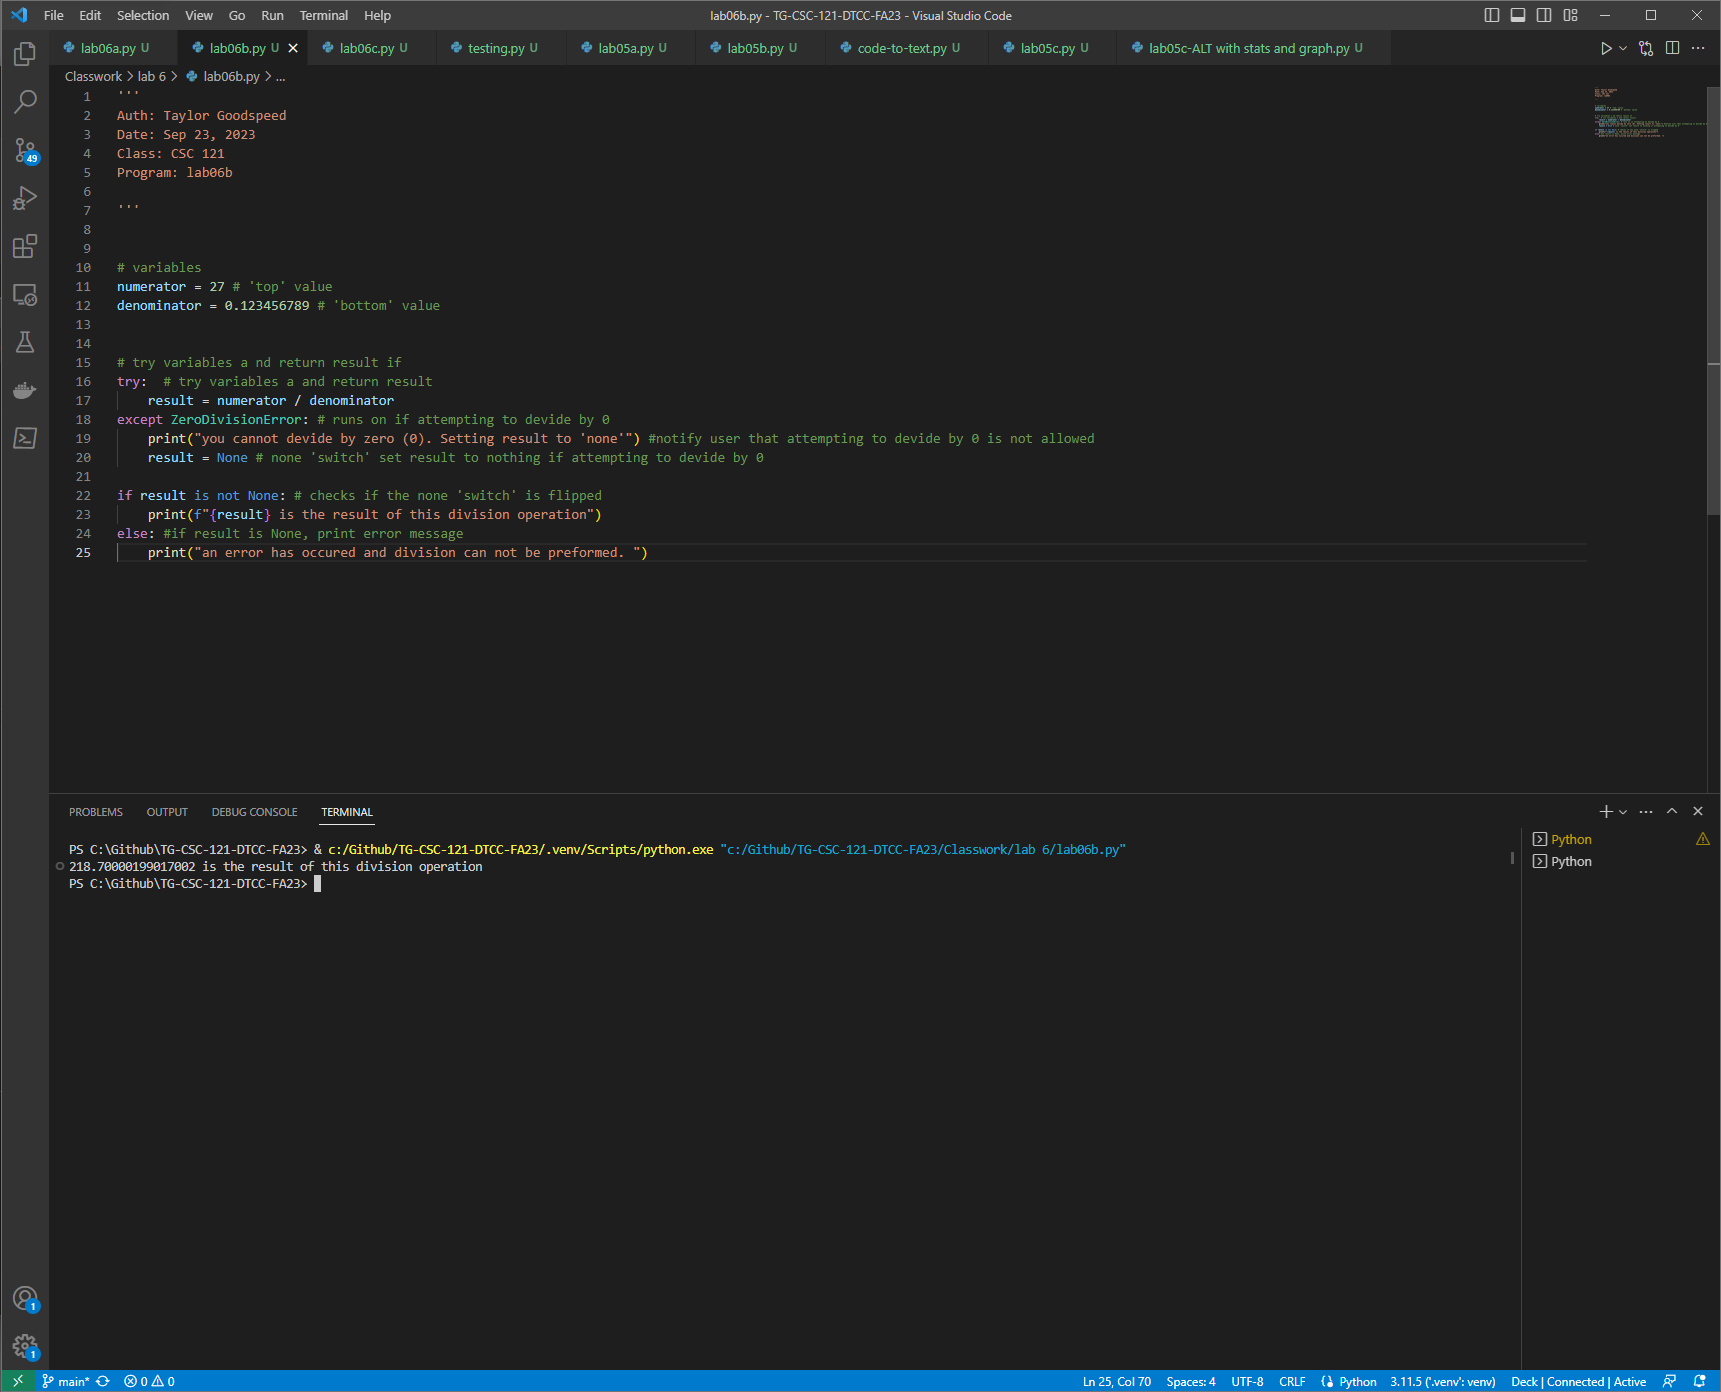 File Edit Selection View Go Run Terminal Help lab06b.py - TG-CSC-121-DTCC-FA23 - Visual Studio Code
lab06a.py U lab06b.py U lab06c.py U testing.py U lab05a.py U lab05b.py U code-to-text.py U lab05c.py U lab05c-ALT with stats and graph.py U
Classwork > lab 6 > lab06b.py > ...
1 '''
2 Auth: Taylor Goodspeed
3 Date: Sep 23, 2023
4 Class: CSC 121
5 Program: lab06b
6
7 '''
8
9
10 # variables
11 numerator = 27 # 'top' value
12 denominator = 0.123456789 # 'bottom' value
13
14
15 # try variables a nd return result if
16 try:  # try variables a and return result
17     result = numerator / denominator
18 except ZeroDivisionError: # runs on if attempting to devide by 0
19     print("you cannot devide by zero (0). Setting result to 'none'") #notify user that attempting to devide by 0 is not allowed
20     result = None # none 'switch' set result to nothing if attempting to devide by 0
21
22 if result is not None: # checks if the none 'switch' is flipped
23     print(f"{result} is the result of this division operation")
24 else: #if result is None, print error message
25     print("an error has occured and division can not be preformed. ")
49
PROBLEMS OUTPUT DEBUG CONSOLE TERMINAL
PS C:\Github\TG-CSC-121-DTCC-FA23> & c:/Github/TG-CSC-121-DTCC-FA23/.venv/Scripts/python.exe "c:/Github/TG-CSC-121-DTCC-FA23/Classwork/lab 6/lab06b.py"
218.70000199017002 is the result of this division operation
PS C:\Github\TG-CSC-121-DTCC-FA23>
Python
Python
1
1
main* 0 0 Ln 25, Col 70 Spaces: 4 UTF-8 CRLF Python 3.11.5 ('.venv': venv) Deck | Connected | Active